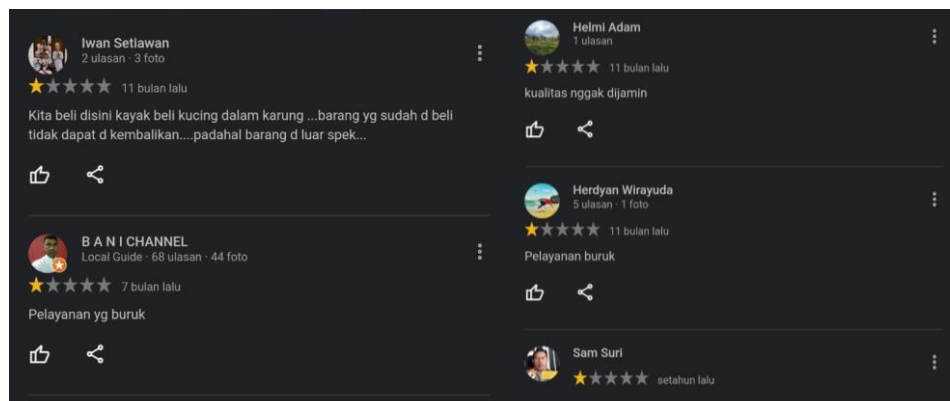 Iwan Setiawan
2 ulasan · 3 foto
11 bulan lalu
Kita beli disini kayak beli kucing dalam karung ...barang yg sudah d beli
tidak dapat d kembalikan....padahal barang d luar spek...
B A N I CHANNEL
Local Guide · 68 ulasan · 44 foto
7 bulan lalu
Pelayanan yg buruk
Helmi Adam
1 ulasan
11 bulan lalu
kualitas nggak dijamin
Herdyan Wirayuda
5 ulasan · 1 foto
11 bulan lalu
Pelayanan buruk
Sam Suri
setahun lalu